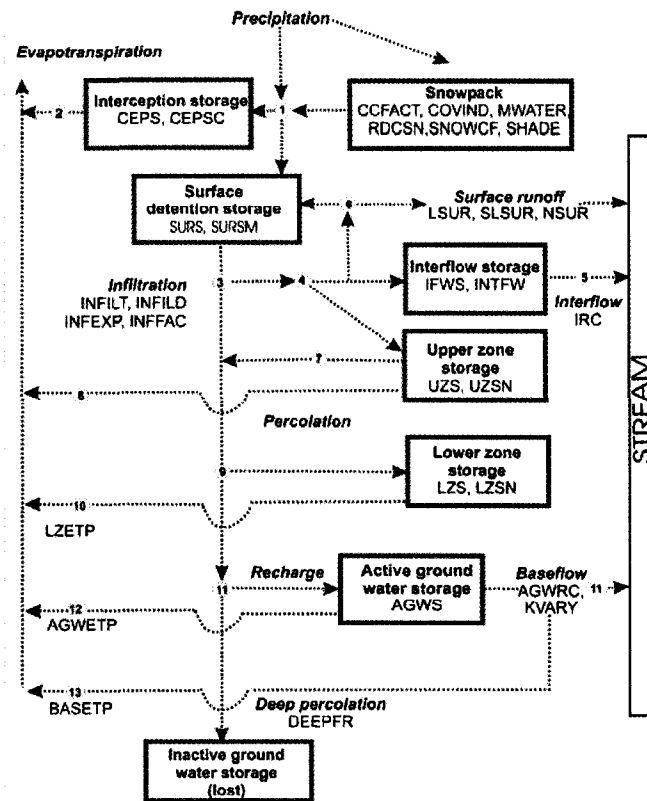 Precipitation
Evapotranspiration
Interception storage
CEPS, CEPSC
Snowpack
CCFACT, COVIND, MWATER,
RDCSN,SNOWCF, SHADE
2
1
Surface
detention storage
SURS, SURSM
6
Surface runoff
LSUR, SLSUR, NSUR
Infiltration
INFILT, INFILD
INFEXP, INFFAC
3
4
Interflow storage
IFWS, INTFW
5
Interflow
IRC
7
Upper zone
storage
UZS, UZSN
8
Percolation
STREAM
9
Lower zone
storage
LZS, LZSN
10
LZETP
11
Recharge
Active ground
water storage
AGWS
Baseflow
AGWRC,
KVARY
11
12
AGWETP
13
BASETP
Deep percolation
DEEPFR
Inactive ground
water storage
(lost)